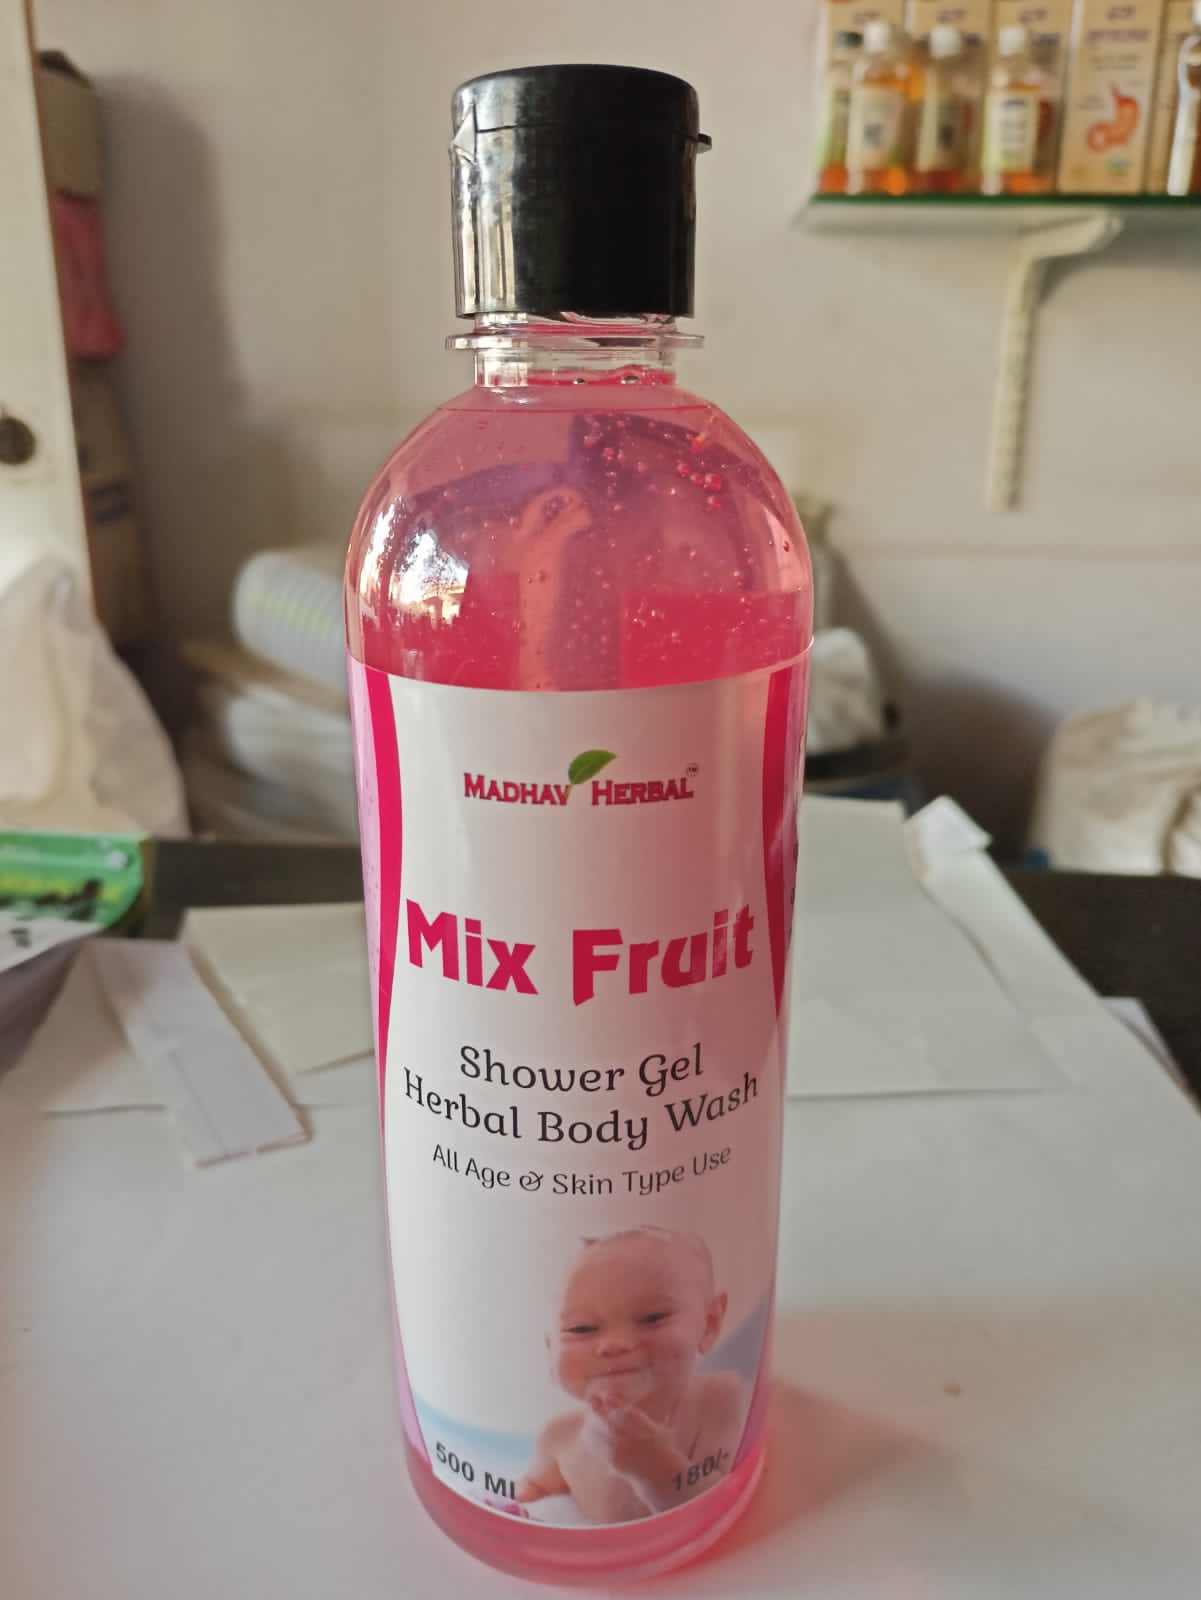 MADHAV HERBAL™
Mix Fruit
Shower Gel
Herbal Body Wash
All Age & Skin Type Use
500 Ml
180/-